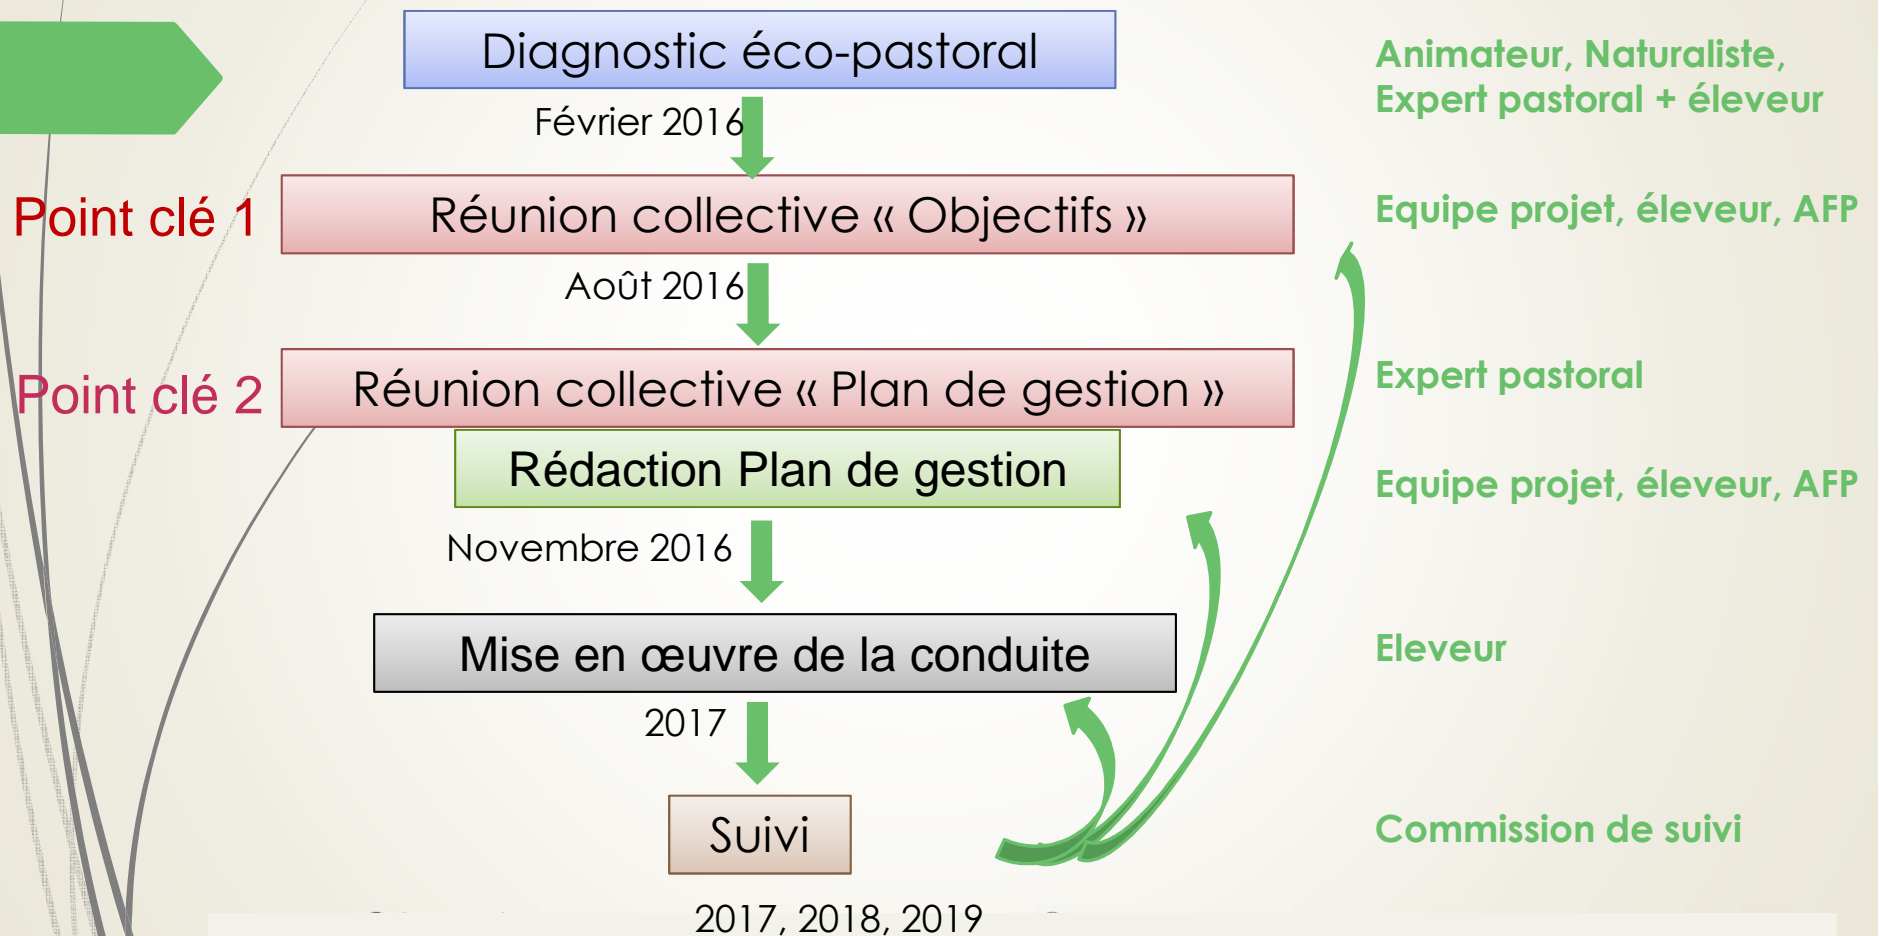 Diagnostic éco-pastoral
Animateur, Naturaliste,
Expert pastoral + éleveur
Février 2016
Point clé 1
Réunion collective « Objectifs »
Equipe projet, éleveur, AFP
Août 2016
Point clé 2
Réunion collective « Plan de gestion »
Expert pastoral
Rédaction Plan de gestion
Equipe projet, éleveur, AFP
Novembre 2016
Mise en œuvre de la conduite
Eleveur
2017
Suivi
Commission de suivi
2017, 2018, 2019